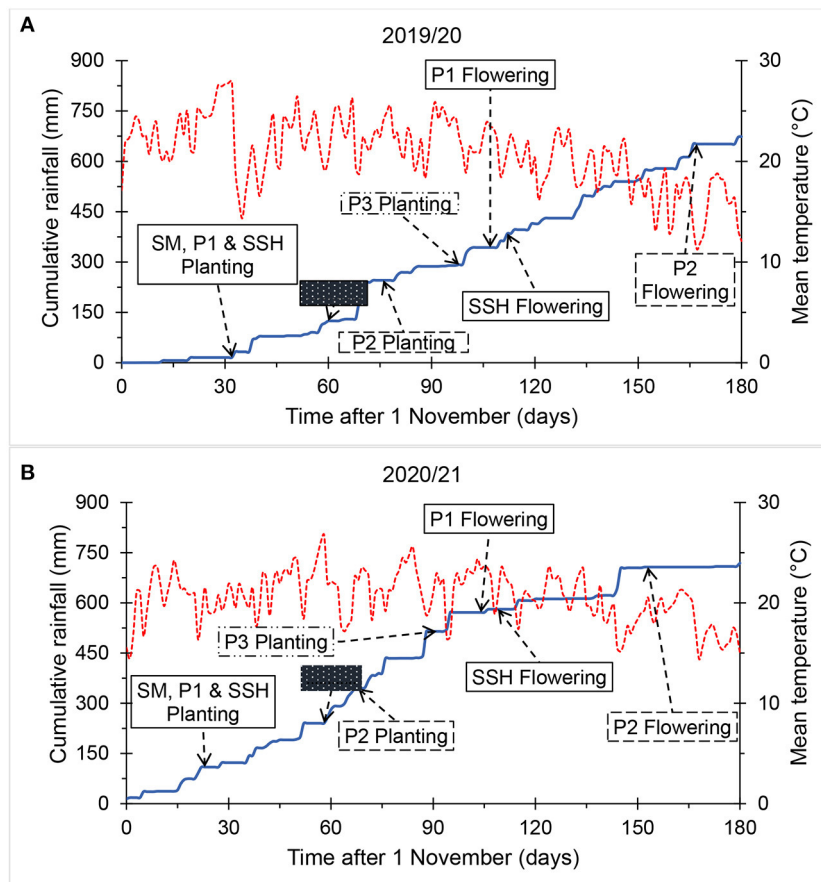 A
2019/20
900
750
600
450
300
150
0
Cumulative rainfall (mm)
30
20
10
0
Mean temperature (°C)
P1 Flowering
P3 Planting
SM, P1 & SSH
Planting
SSH Flowering
P2
Flowering
P2 Planting
0 30 60 90 120 150 180
Time after 1 November (days)
B
2020/21
900
750
600
450
300
150
0
Cumulative rainfall (mm)
30
20
10
0
Mean temperature (°C)
P1 Flowering
P3 Planting
SM, P1 & SSH
Planting
SSH Flowering
P2 Planting
P2 Flowering
0 30 60 90 120 150 180
Time after 1 November (days)